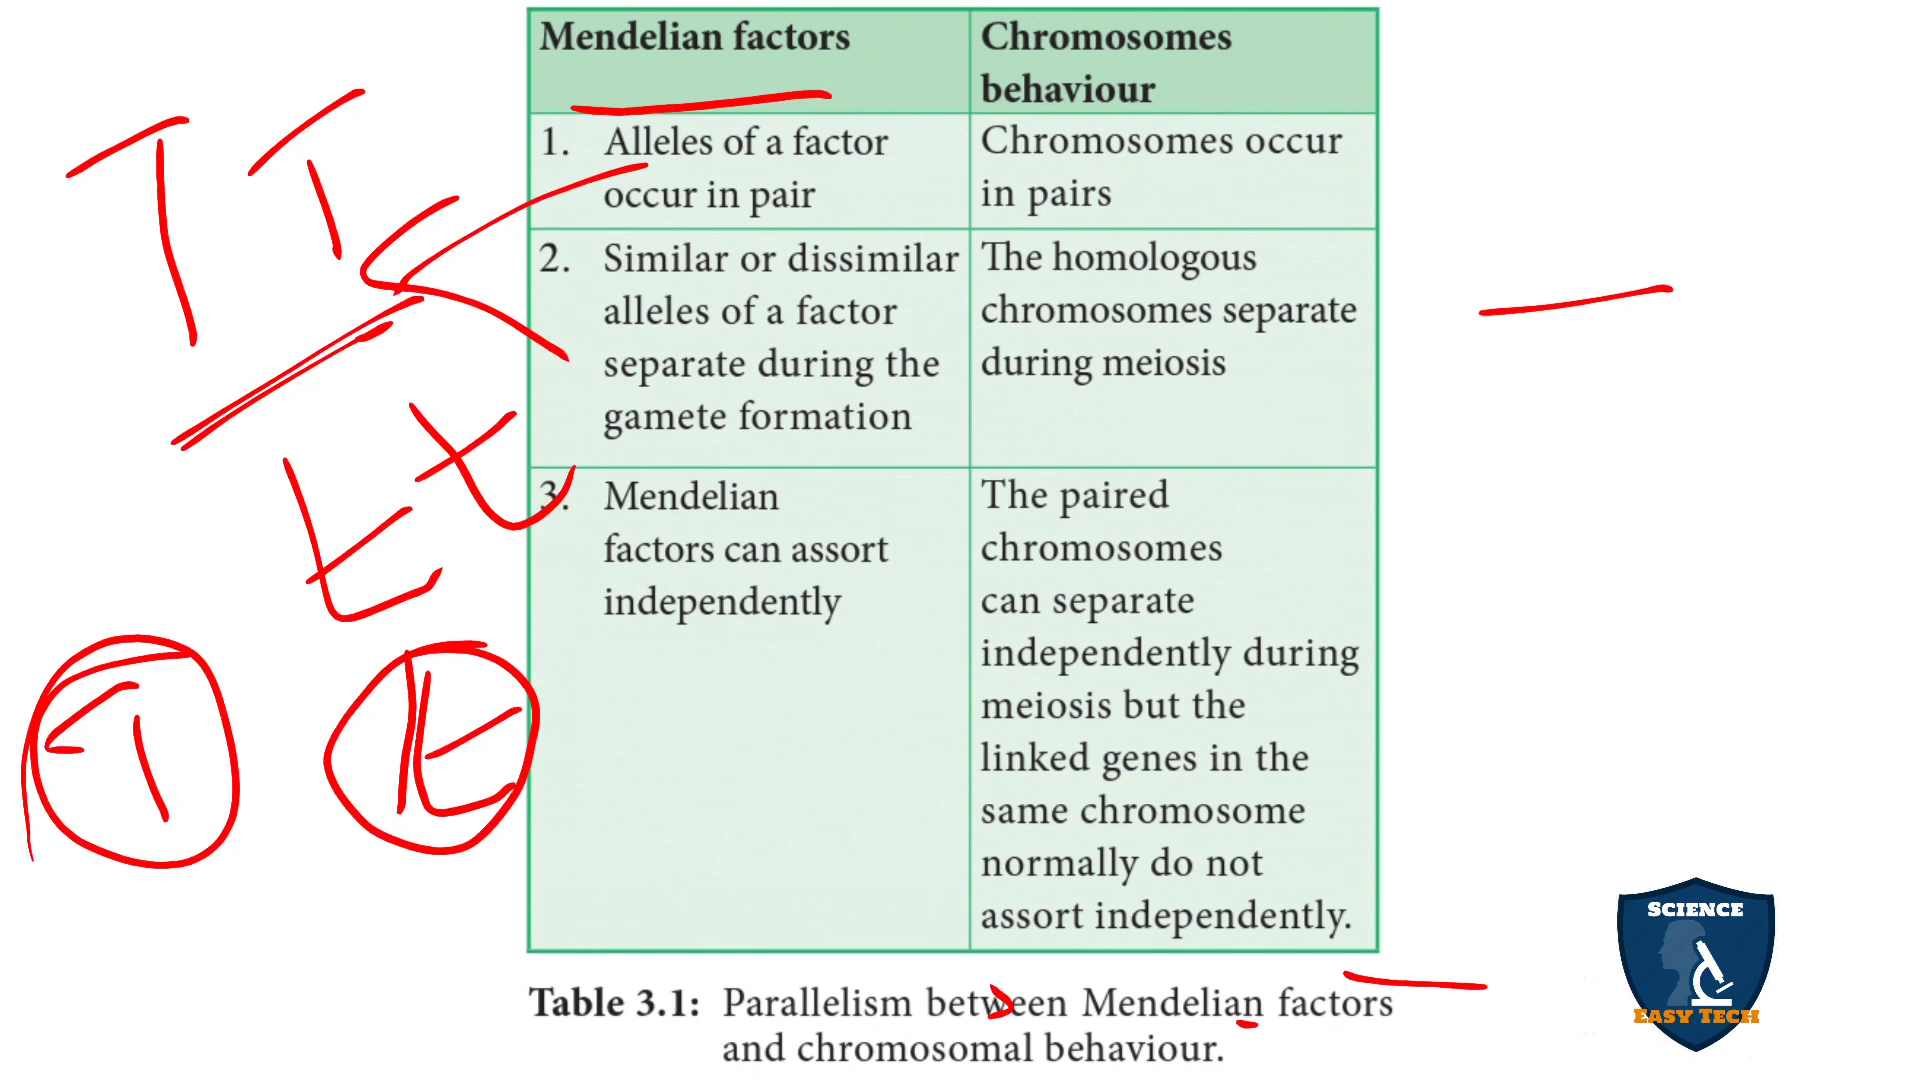 Mendelian factors
Chromosomes
behaviour
1. Alleles of a factor
occur in pair
Chromosomes occur
in pairs
2. Similar or dissimilar
alleles of a factor
separate during the
gamete formation
The homologous
chromosomes separate
during meiosis
3. Mendelian
factors can assort
independently
The paired
chromosomes
can separate
independently during
meiosis but the
linked genes in the
same chromosome
normally do not
assort independently.
Table 3.1: Parallelism between Mendelian factors
and chromosomal behaviour.
T T
t t
T t
SCIENCE
EASY TECH